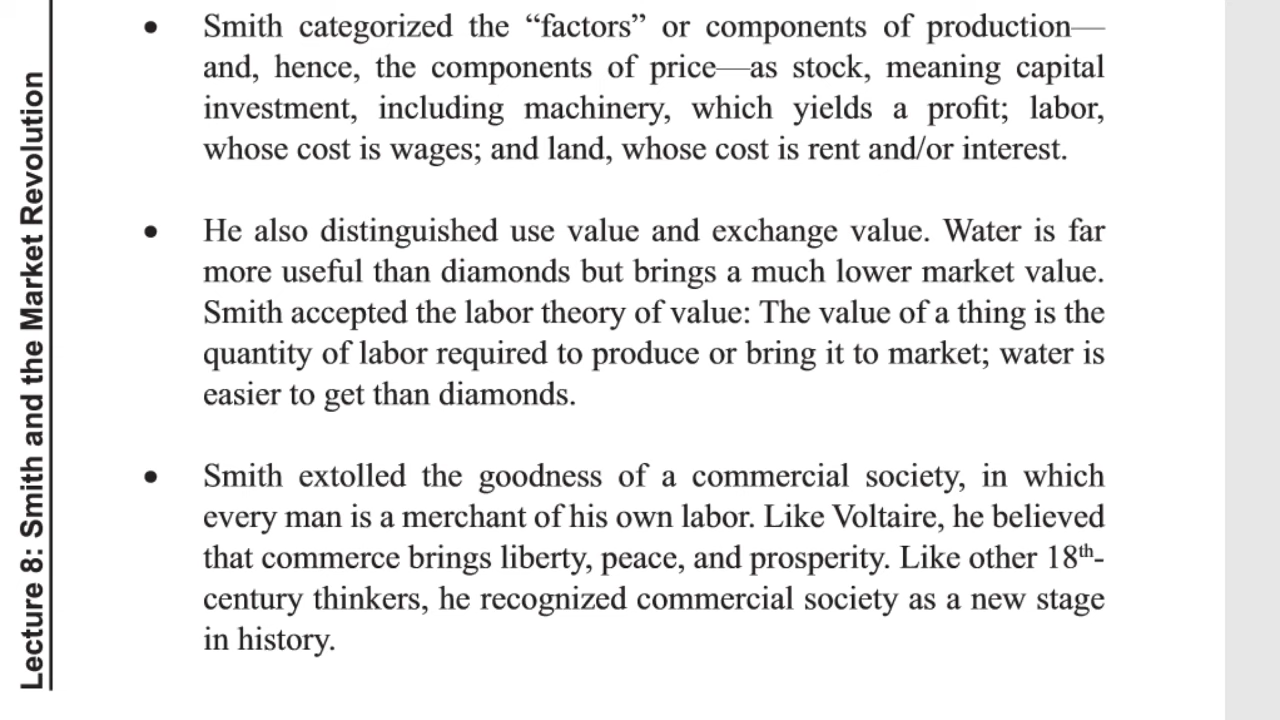 Lecture 8: Smith and the Market Revolution
• Smith categorized the “factors” or components of production—
and, hence, the components of price—as stock, meaning capital
investment, including machinery, which yields a profit; labor,
whose cost is wages; and land, whose cost is rent and/or interest.
• He also distinguished use value and exchange value. Water is far
more useful than diamonds but brings a much lower market value.
Smith accepted the labor theory of value: The value of a thing is the
quantity of labor required to produce or bring it to market; water is
easier to get than diamonds.
• Smith extolled the goodness of a commercial society, in which
every man is a merchant of his own labor. Like Voltaire, he believed
that commerce brings liberty, peace, and prosperity. Like other 18th-
century thinkers, he recognized commercial society as a new stage
in history.